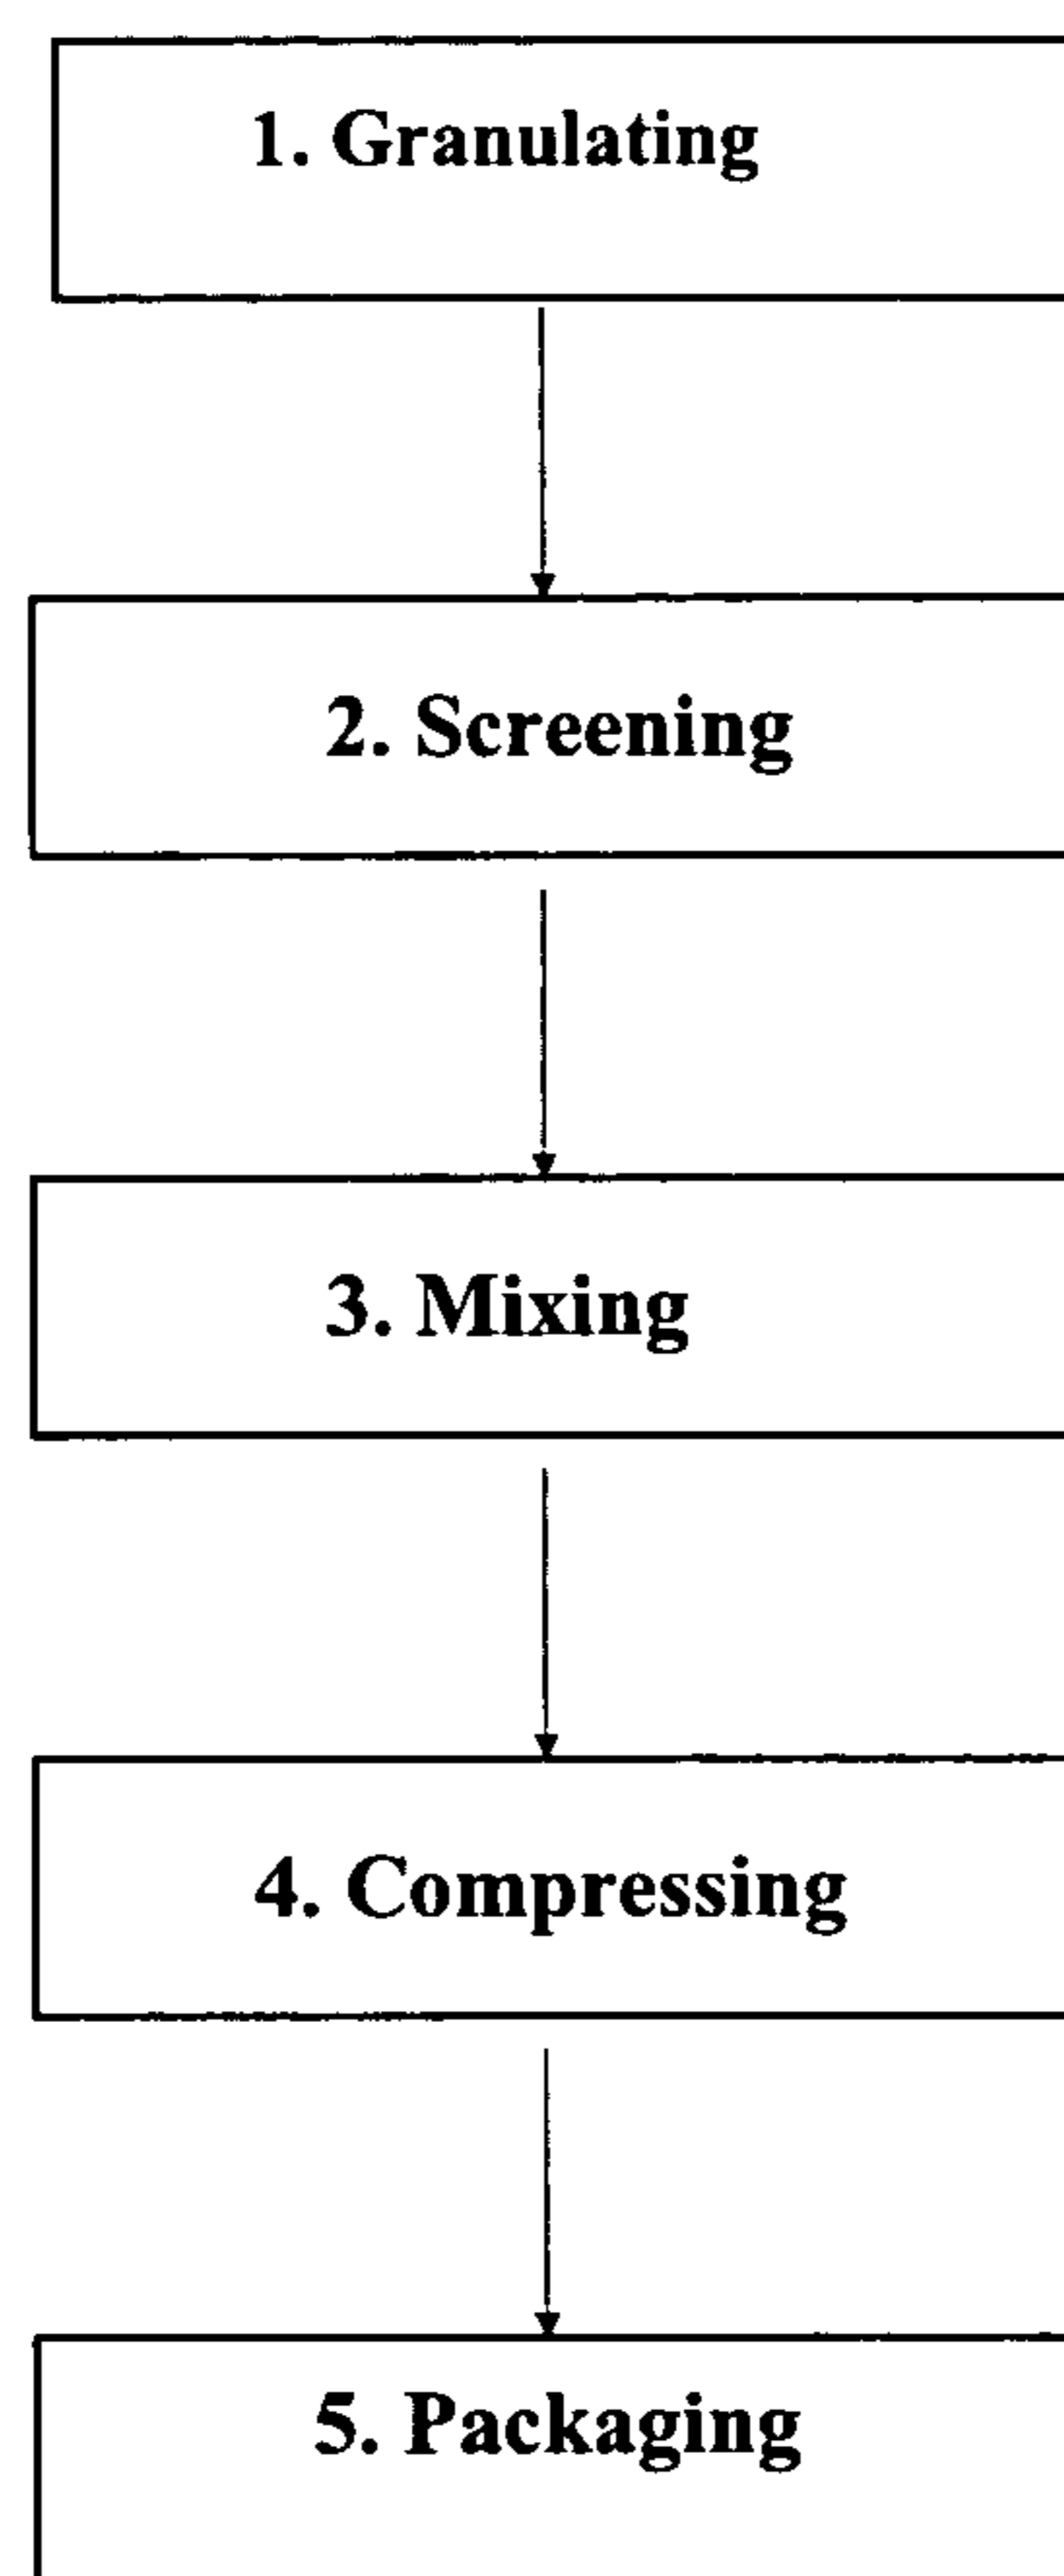 1. Granulating
2. Screening
3. Mixing
4. Compressing
5. Packaging